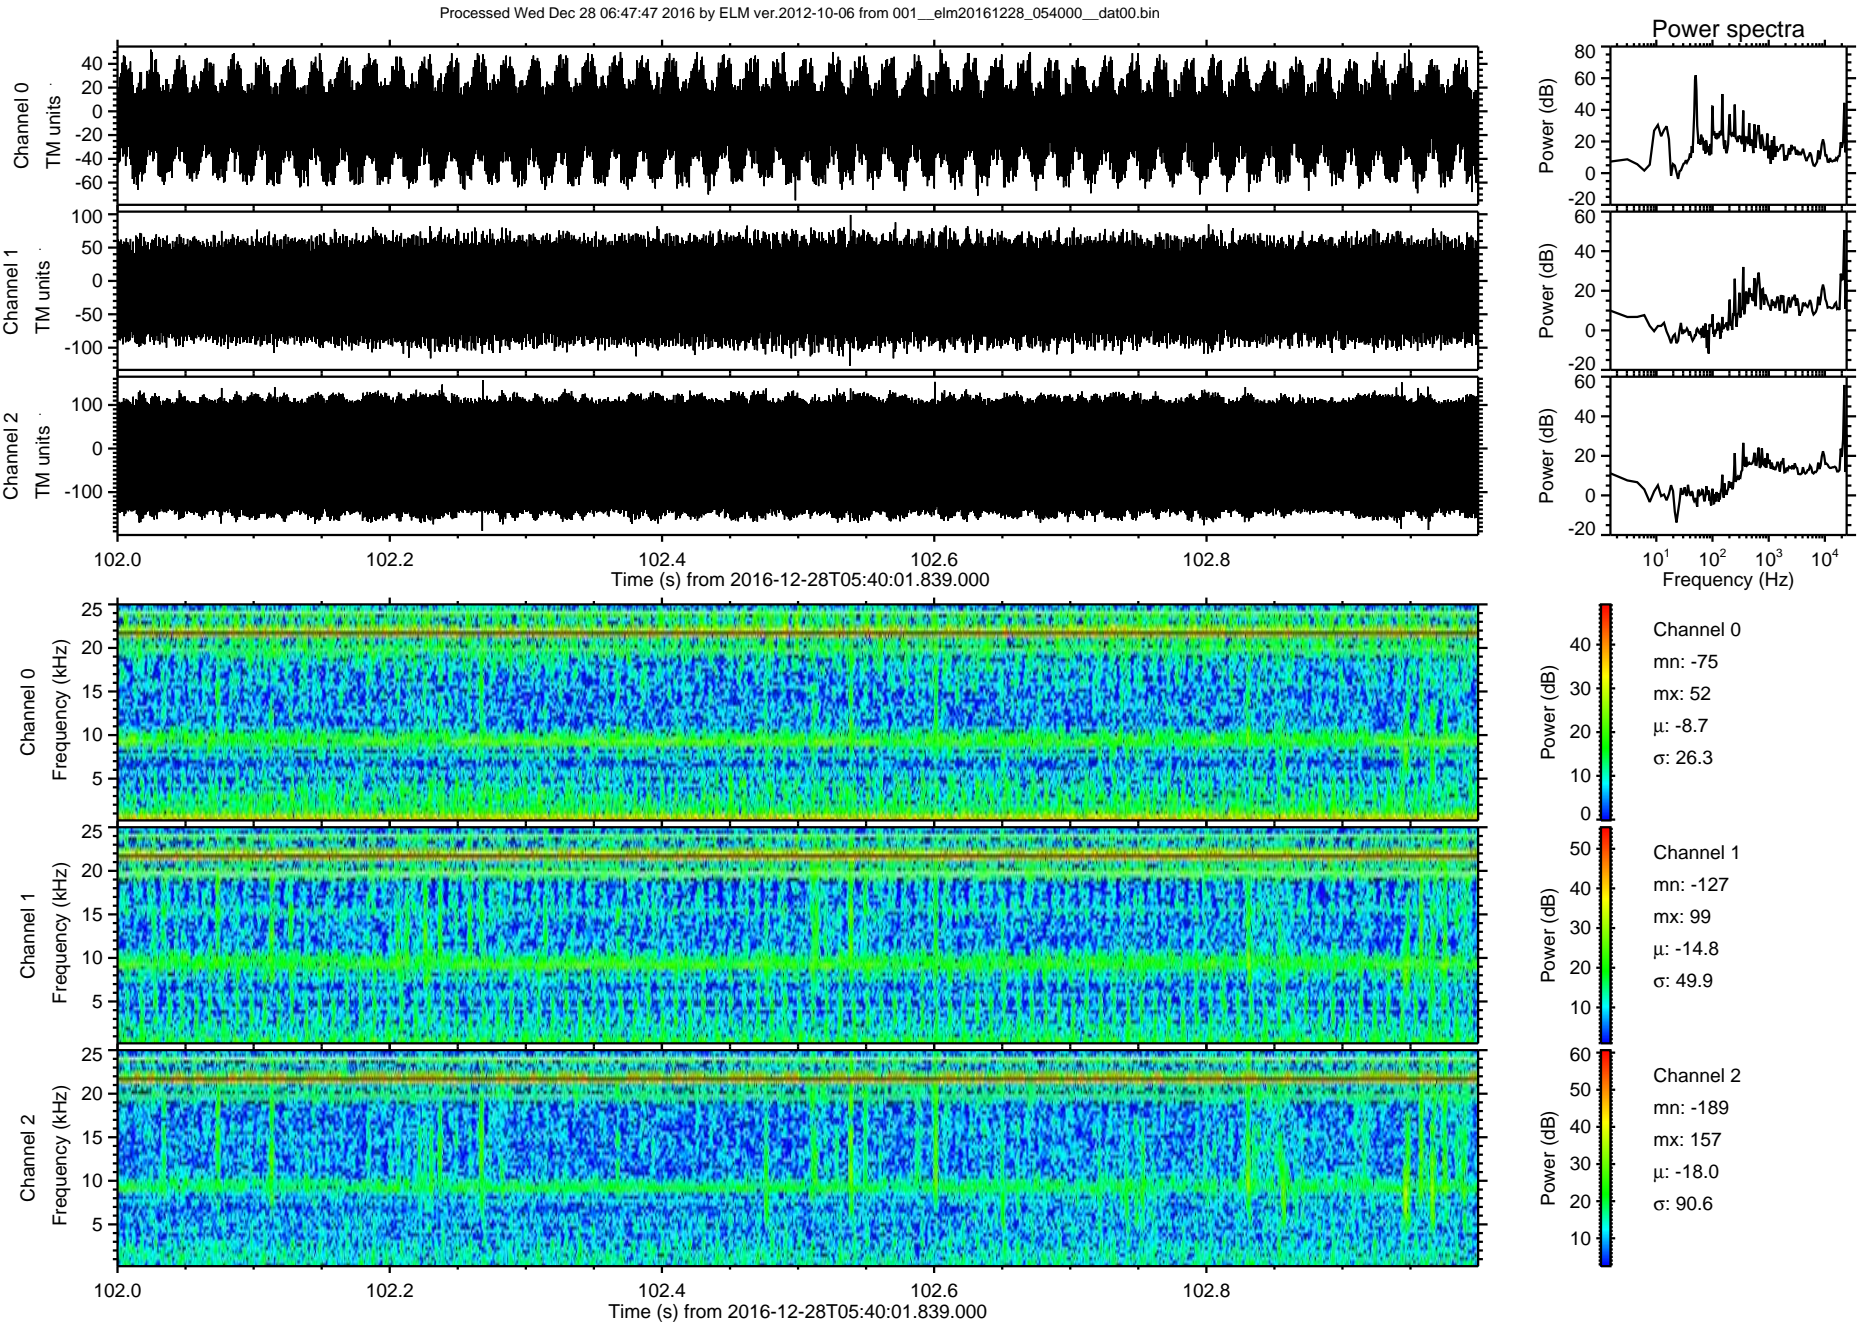 Processed Wed Dec 28 06:47:47 2016 by ELM ver.2012-10-06 from 001__elm20161228_054000__dat00.bin
Power spectra
Channel 0
TM units
40
20
0
-20
-40
-60
Power (dB)
80
60
40
20
0
-20
Channel 1
TM units
100
50
0
-50
-100
Power (dB)
60
40
20
0
-20
Channel 2
TM units
100
0
-100
Power (dB)
60
40
20
0
-20
102.0
102.2
102.4
102.6
102.8
Time (s) from 2016-12-28T05:40:01.839.000
10^1
10^2
10^3
10^4
Frequency (Hz)
Channel 0
Frequency (kHz)
25
20
15
10
5
Power (dB)
40
30
20
10
0
Channel 0
mn: -75
mx: 52
μ: -8.7
σ: 26.3
Channel 1
Frequency (kHz)
25
20
15
10
5
Power (dB)
50
40
30
20
10
Channel 1
mn: -127
mx: 99
μ: -14.8
σ: 49.9
Channel 2
Frequency (kHz)
25
20
15
10
5
Power (dB)
60
50
40
30
20
10
Channel 2
mn: -189
mx: 157
μ: -18.0
σ: 90.6
102.0
102.2
102.4
102.6
102.8
Time (s) from 2016-12-28T05:40:01.839.000